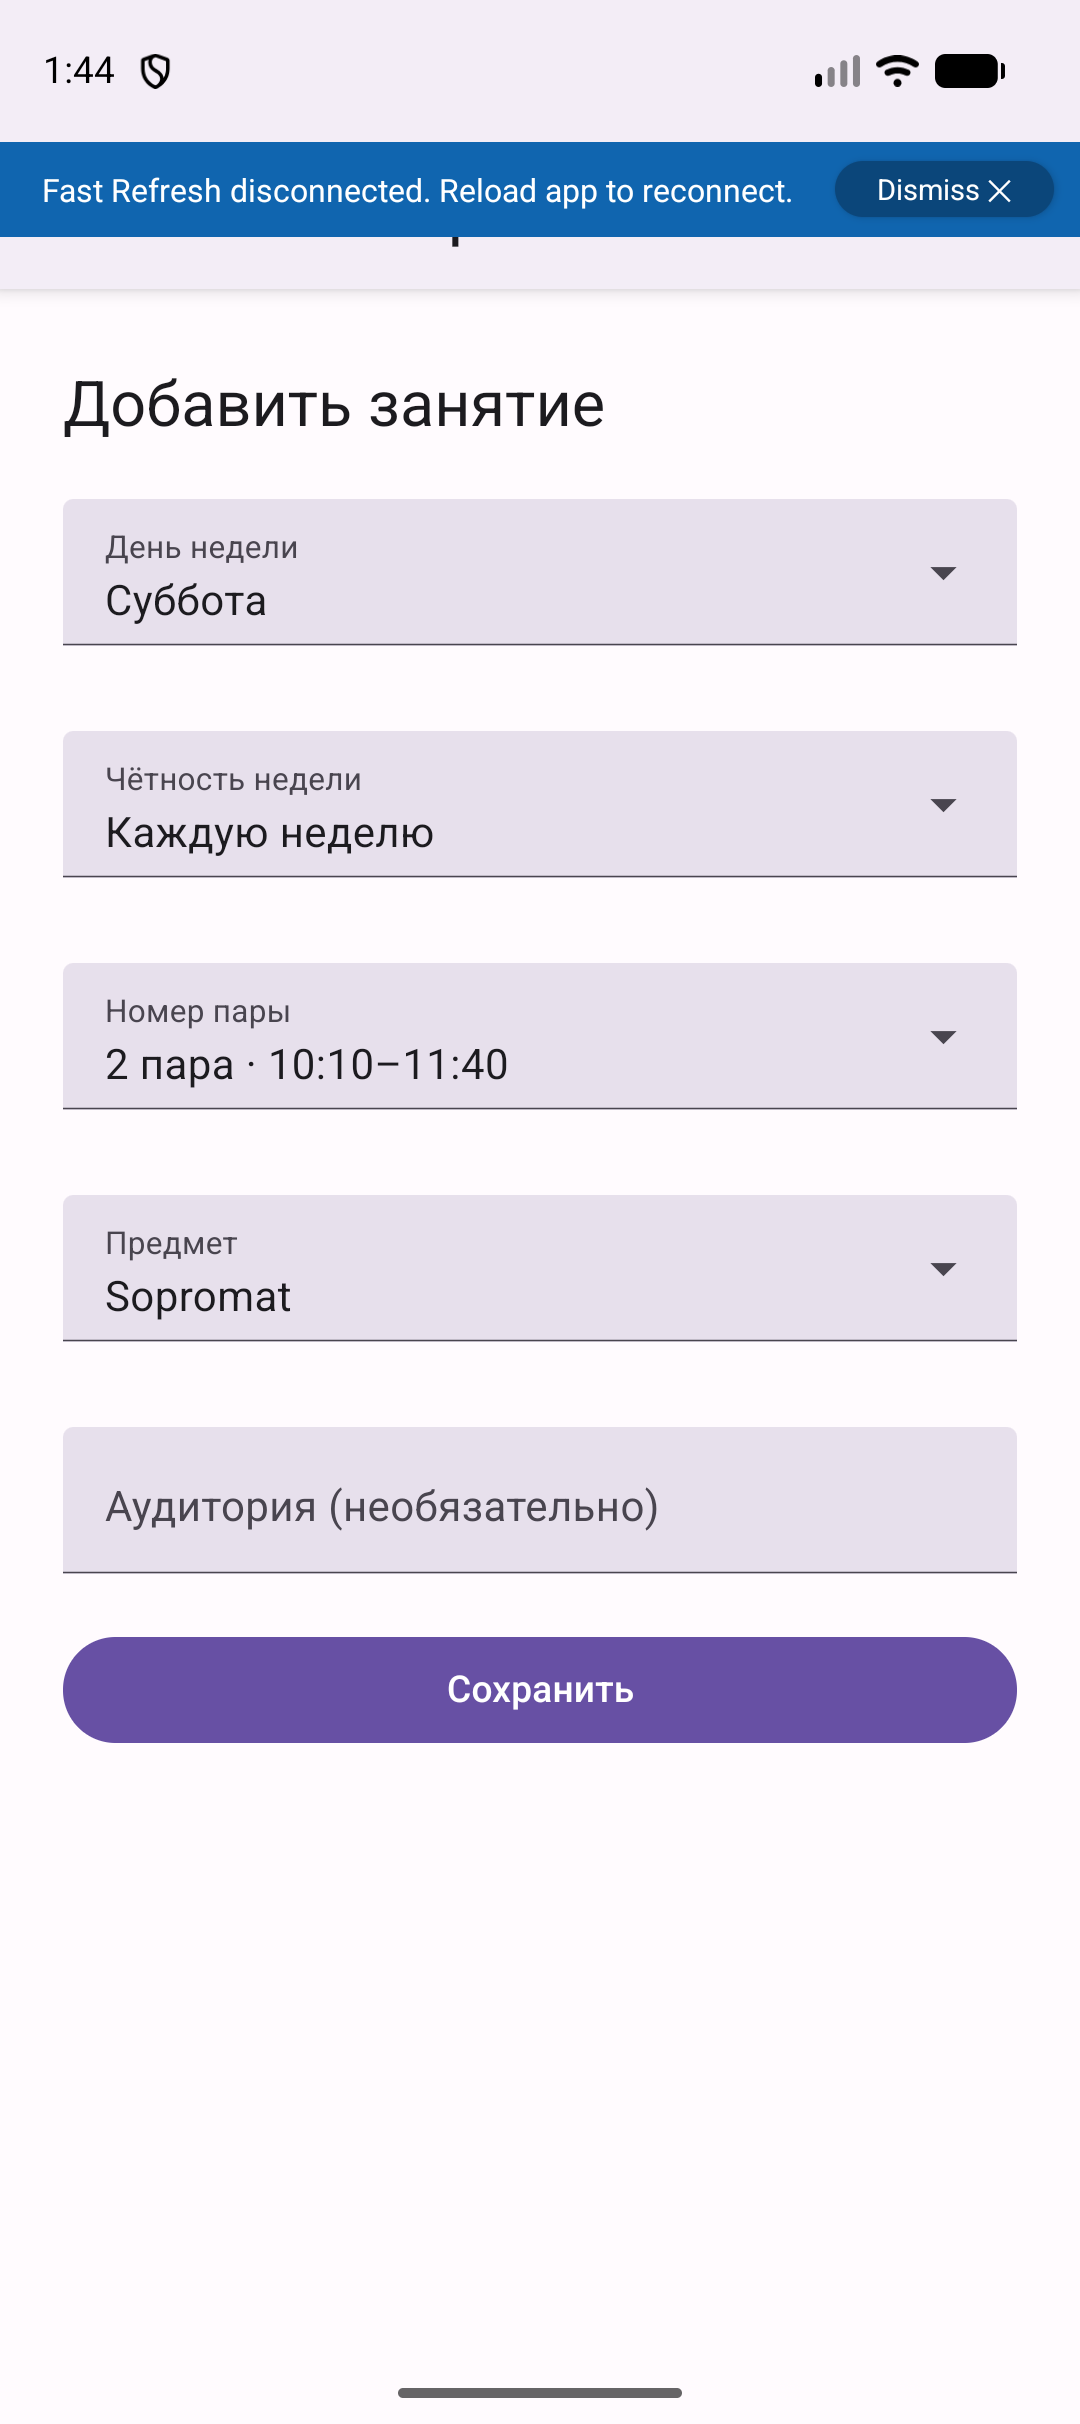 1:44
Fast Refresh disconnected. Reload app to reconnect.
Dismiss
Добавить занятие
День недели
Суббота
Чётность недели
Каждую неделю
Номер пары
2 пара · 10:10–11:40
Предмет
Sopromat
Аудитория (необязательно)
Сохранить